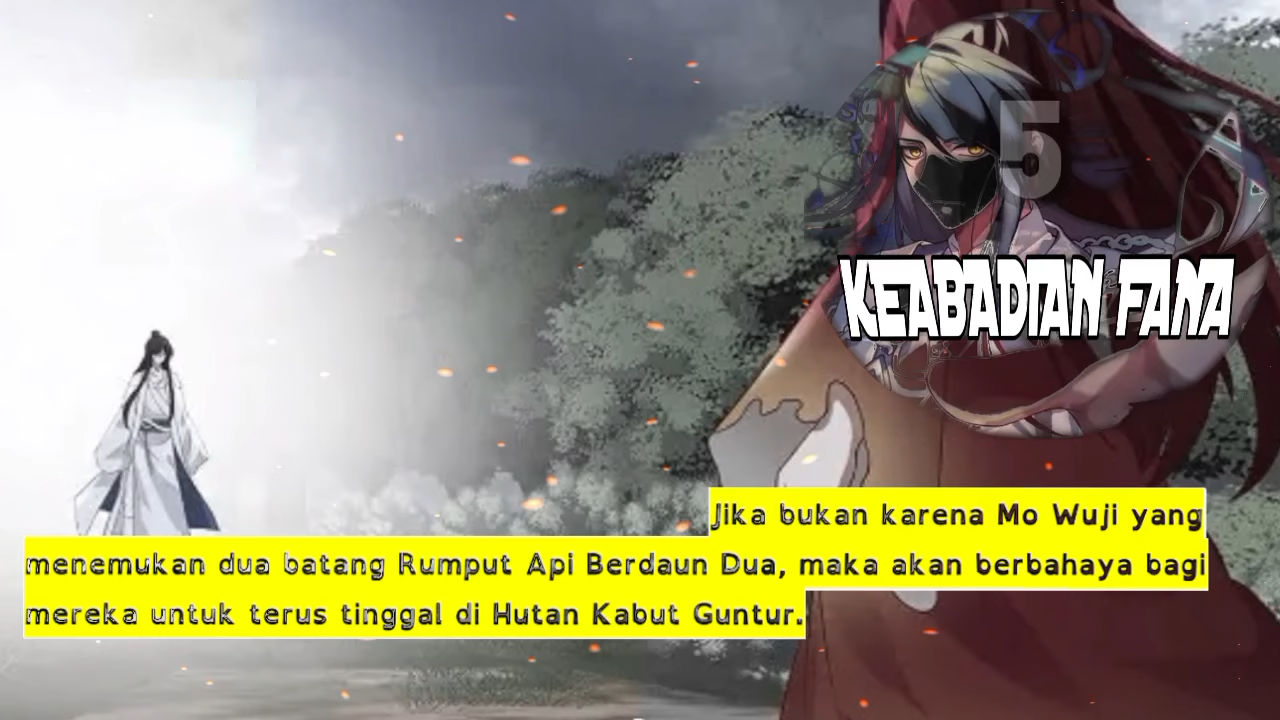 5
KEABADIAN FANA
Jika bukan karena Mo Wuji yang
menemukan dua batang Rumput Api Berdaun Dua, maka akan berbahaya bagi
mereka untuk terus tinggal di Hutan Kabut Guntur.